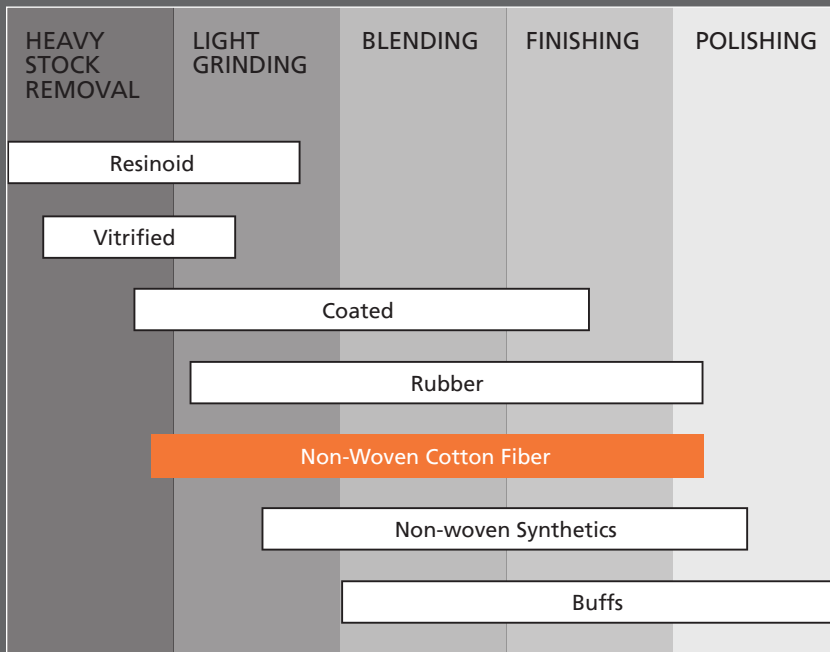 HEAVY
STOCK
REMOVAL
LIGHT
GRINDING
BLENDING
FINISHING
POLISHING
Resinoid
Vitrified
Coated
Rubber
Non-Woven Cotton Fiber
Non-woven Synthetics
Buffs